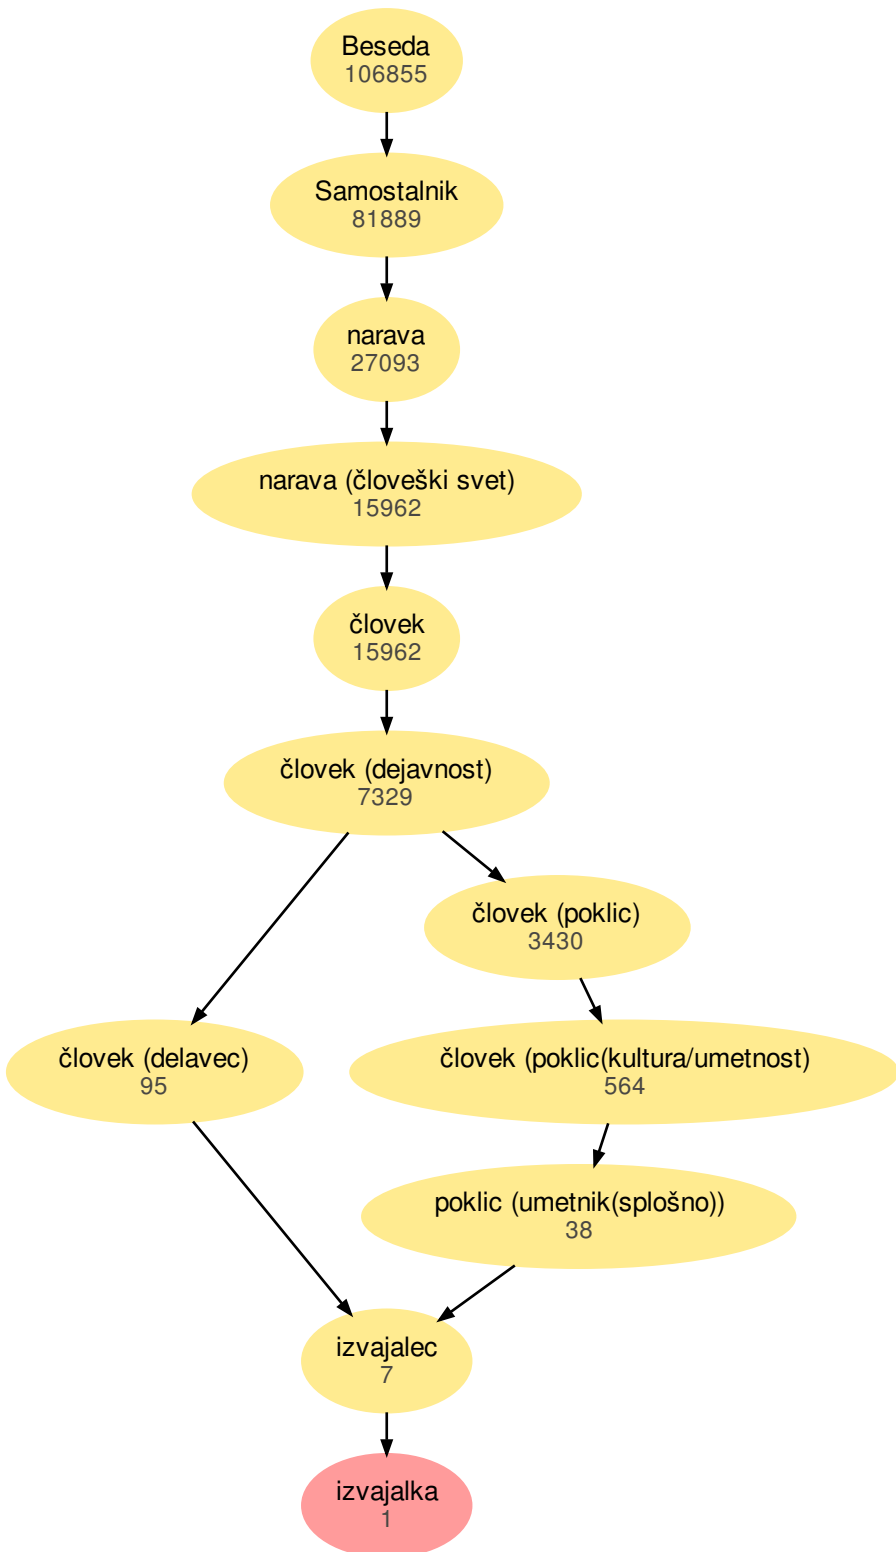 Beseda
106855
Samostalnik
81889
narava
27093
narava (človeški svet)
15962
človek
15962
človek (dejavnost)
7329
človek (poklic)
3430
človek (delavec)
95
človek (poklic(kultura/umetnost)
564
poklic (umetnik(splošno))
38
izvajalec
7
izvajalka
1